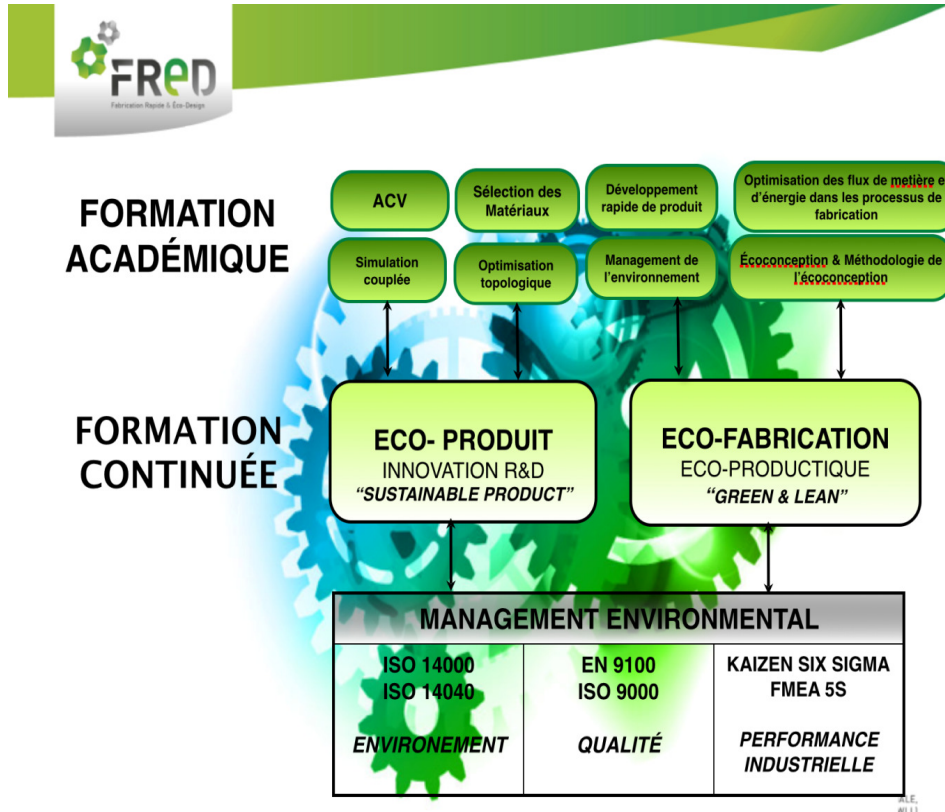 FReD
Fabrication Rapide & Éco-Design
FORMATION
ACADÉMIQUE
ACV
Sélection des
Matériaux
Développement
rapide de produit
Optimisation des flux de metière e
d'énergie dans les processus de
fabrication
Simulation
couplée
Optimisation
topologique
Management de
l'environnement
Écoconception & Méthodologie de
l'écoconception
FORMATION
CONTINUÉE
ECO- PRODUIT
INNOVATION R&D
“SUSTAINABLE PRODUCT”
ECO-FABRICATION
ECO-PRODUCTIQUE
“GREEN & LEAN”
MANAGEMENT ENVIRONMENTAL
ISO 14000
ISO 14040
ENVIRONEMENT
EN 9100
ISO 9000
QUALITÉ
KAIZEN SIX SIGMA
FMEA 5S
PERFORMANCE
INDUSTRIELLE
ALE,